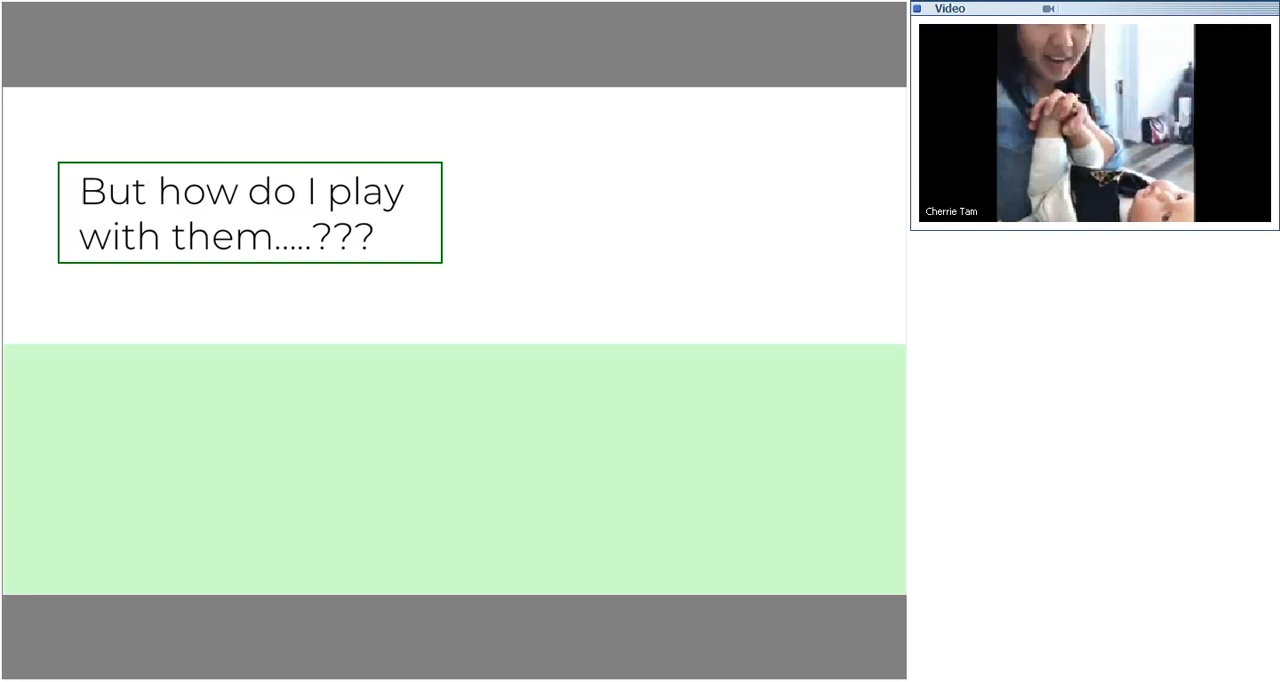 But how do I play
with them.....???
Video
Cherrie Tam